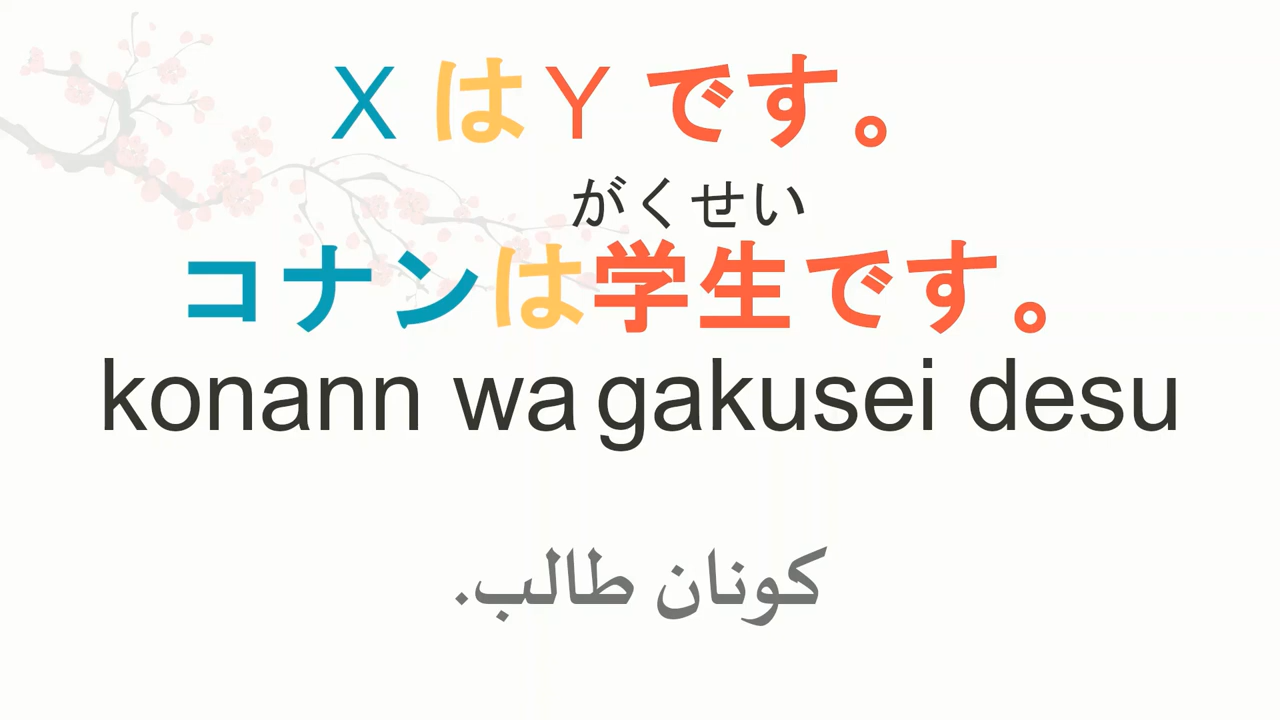 X は Y です。
がくせい
コナンは学生です。
konann wa gakusei desu
كونان طالب.